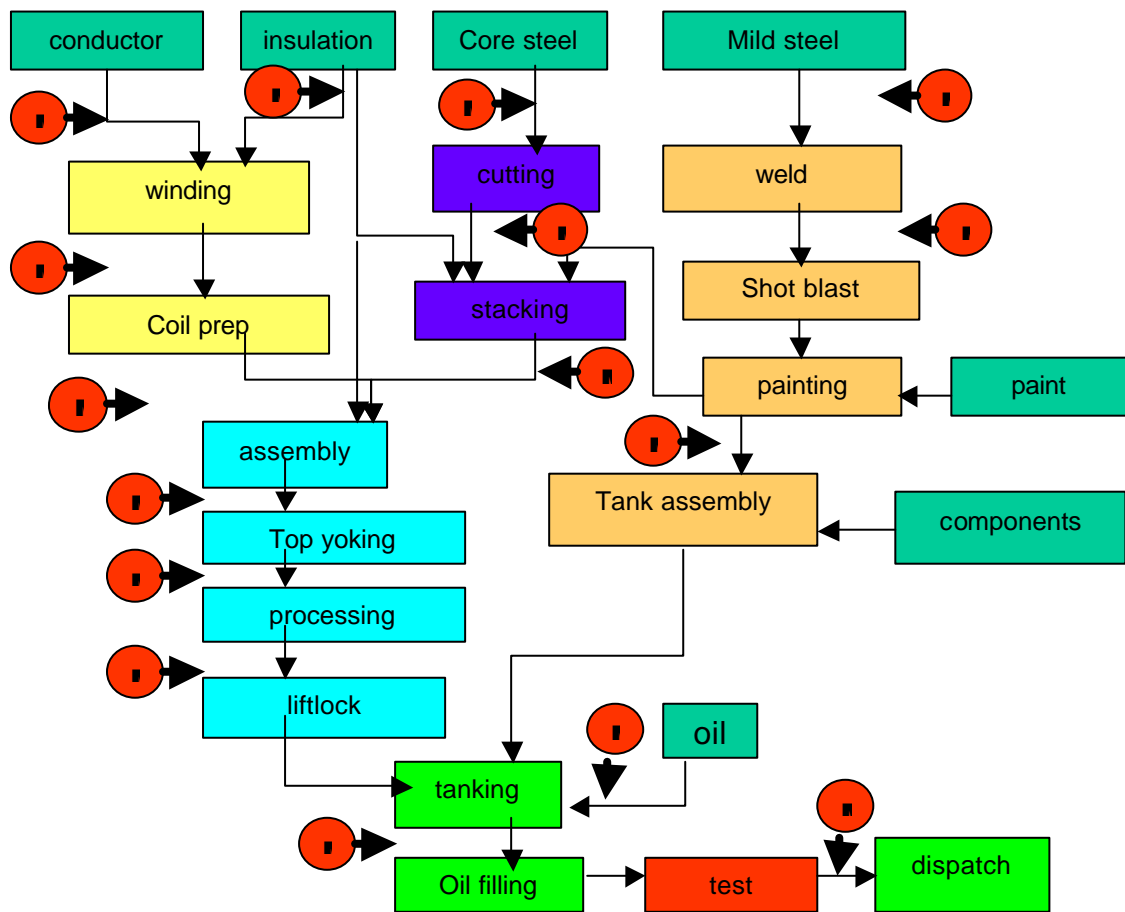 conductor
insulation
Core steel
Mild steel
winding
cutting
weld
Coil prep
stacking
Shot blast
painting
paint
assembly
Tank assembly
components
Top yoking
processing
liftlock
oil
tanking
Oil filling
test
dispatch